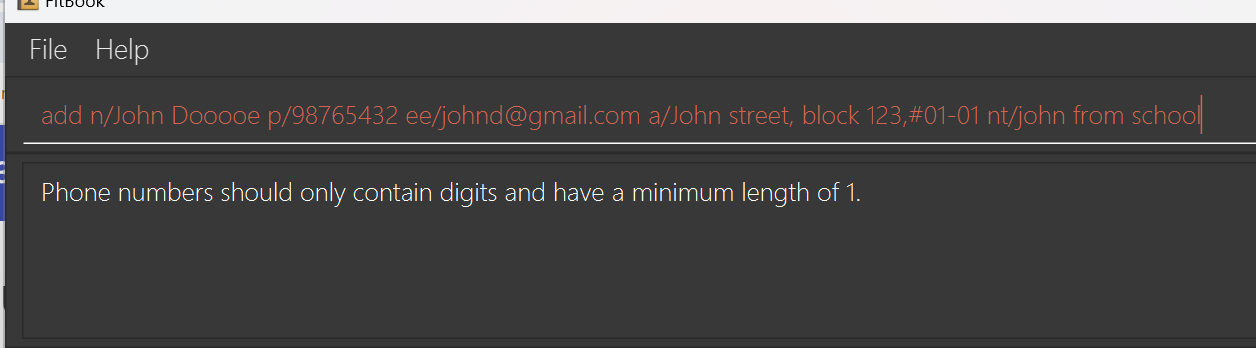 FitBook
File Help
add n/John Dooooe p/98765432 ee/johnd@gmail.com a/John street, block 123,#01-01 nt/john from school
Phone numbers should only contain digits and have a minimum length of 1.